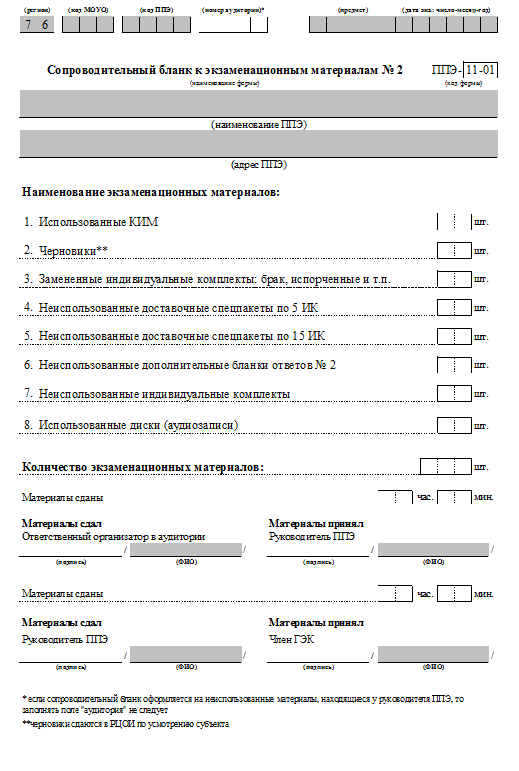 (регион) (код МОУО) (код ППЭ) (номер аудитории)* (предмет) (дата экз.: число-месяц-год)
7 6
Сопроводительный бланк к экзаменационным материалам № 2 ППЭ- 11-01
(наименование формы) (код формы)
(наименование ППЭ)
(адрес ППЭ)
Наименование экзаменационных материалов:
1. Использованные КИМ шт.
2. Черновики** шт.
3. Замененные индивидуальные комплекты: брак, испорченные и т.п. шт.
4. Неиспользованные доставочные спецпакеты по 5 ИК шт.
5. Неиспользованные доставочные спецпакеты по 15 ИК шт.
6. Неиспользованные дополнительные бланки ответов № 2 шт.
7. Неиспользованные индивидуальные комплекты шт.
8. Использованные диски (аудиозаписи) шт.
Количество экзаменационных материалов: шт.
Материалы сданы час. мин.
Материалы сдал Материалы принял
Ответственный организатор в аудитории Руководитель ППЭ
/ / / /
(подпись) (ФИО) (подпись) (ФИО)
Материалы сданы час. мин.
Материалы сдал Материалы принял
Руководитель ППЭ Член ГЭК
/ / / /
(подпись) (ФИО) (подпись) (ФИО)
* если сопроводительный бланк оформляется на неиспользованные материалы, находящиеся у руководителя ППЭ, то
заполнять поле "аудитория" не следует
**черновики сдаются в РЦОИ по усмотрению субъекта